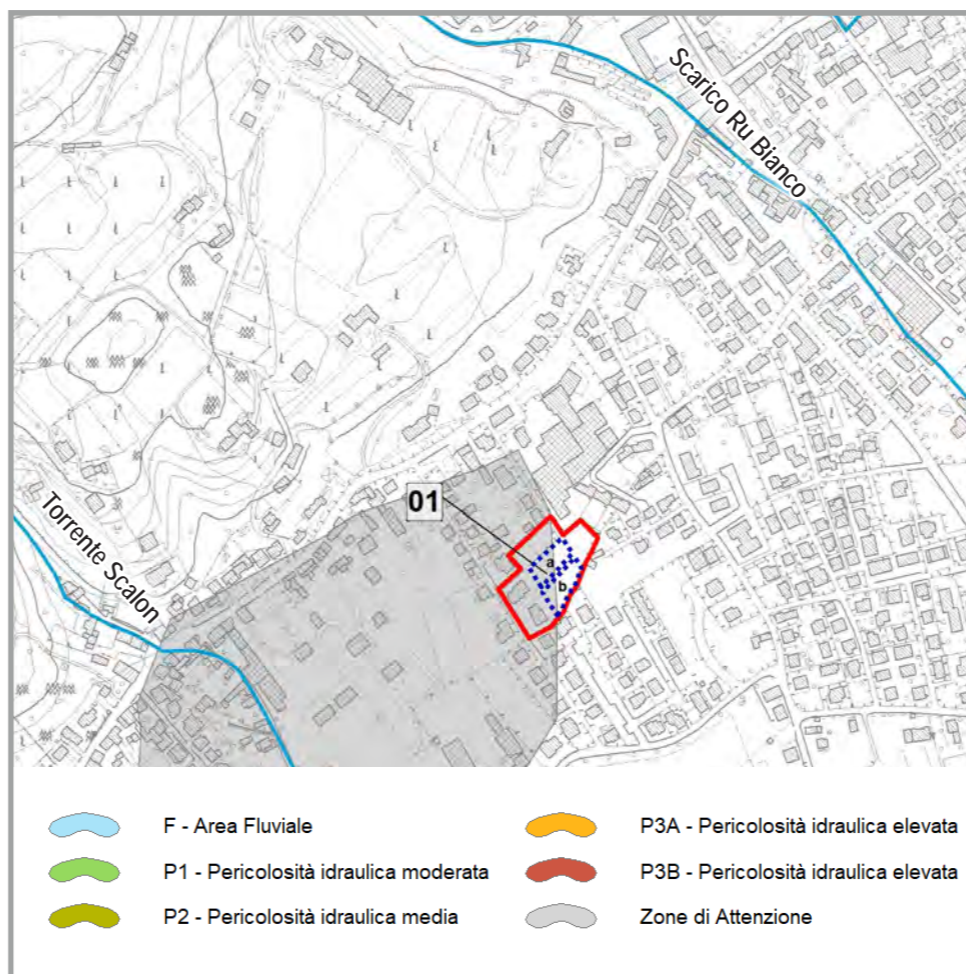 Scarico Ru Bianco
01
a
b
Torrente Scalon
F - Area Fluviale
P1 - Pericolosità idraulica moderata
P2 - Pericolosità idraulica media
P3A - Pericolosità idraulica elevata
P3B - Pericolosità idraulica elevata
Zone di Attenzione